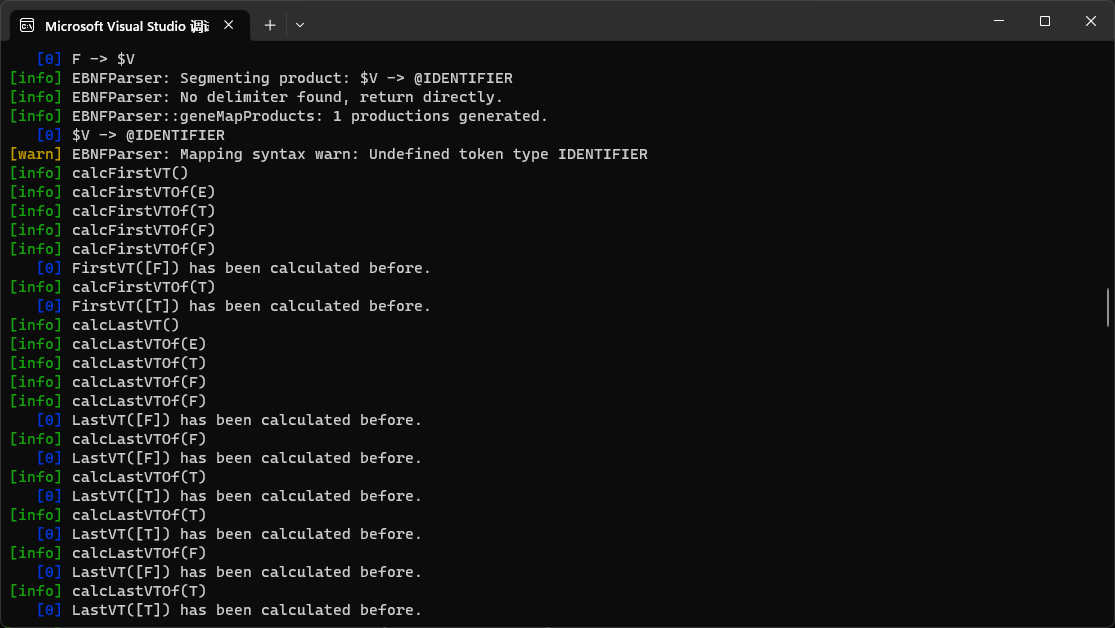 Microsoft Visual Studio 调试
[0] F -> $V
[info] EBNFParser: Segmenting product: $V -> @IDENTIFIER
[info] EBNFParser: No delimiter found, return directly.
[info] EBNFParser::geneMapProducts: 1 productions generated.
[0] $V -> @IDENTIFIER
[warn] EBNFParser: Mapping syntax warn: Undefined token type IDENTIFIER
[info] calcFirstVT()
[info] calcFirstVTOf(E)
[info] calcFirstVTOf(T)
[info] calcFirstVTOf(F)
[info] calcFirstVTOf(F)
[0] FirstVT([F]) has been calculated before.
[info] calcFirstVTOf(T)
[0] FirstVT([T]) has been calculated before.
[info] calcLastVT()
[info] calcLastVTOf(E)
[info] calcLastVTOf(T)
[info] calcLastVTOf(F)
[info] calcLastVTOf(F)
[0] LastVT([F]) has been calculated before.
[info] calcLastVTOf(F)
[0] LastVT([F]) has been calculated before.
[info] calcLastVTOf(T)
[0] LastVT([T]) has been calculated before.
[info] calcLastVTOf(T)
[0] LastVT([T]) has been calculated before.
[info] calcLastVTOf(F)
[0] LastVT([F]) has been calculated before.
[info] calcLastVTOf(T)
[0] LastVT([T]) has been calculated before.